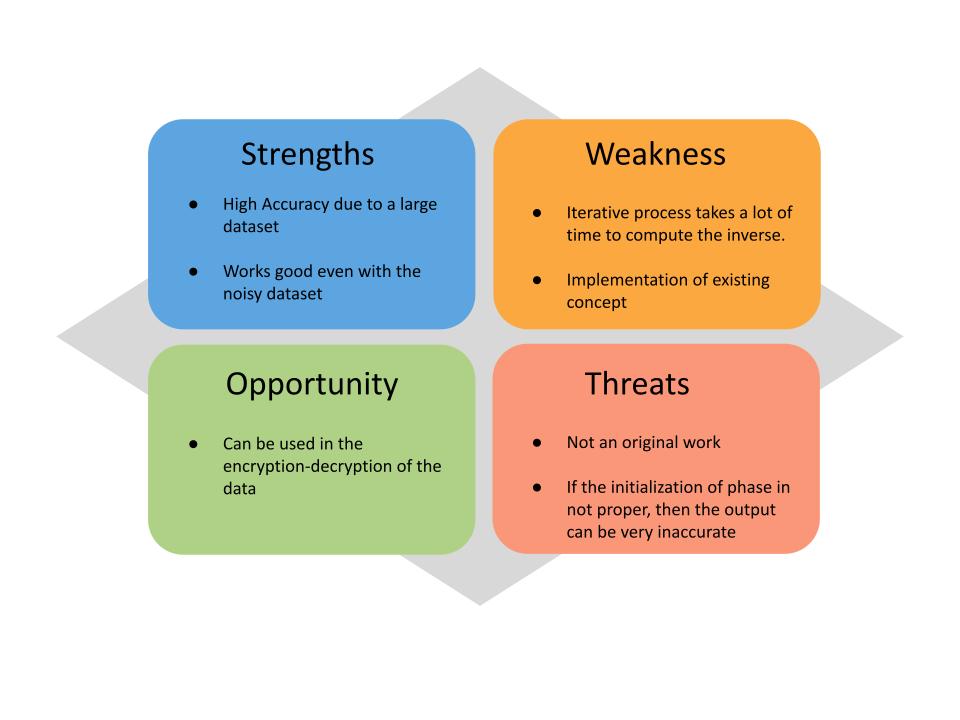 Strengths
● High Accuracy due to a large
dataset
● Works good even with the
noisy dataset
Weakness
● Iterative process takes a lot of
time to compute the inverse.
● Implementation of existing
concept
Opportunity
● Can be used in the
encryption-decryption of the
data
Threats
● Not an original work
● If the initialization of phase in
not proper, then the output
can be very inaccurate